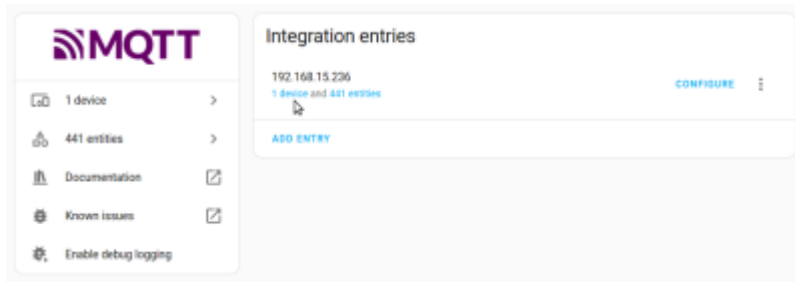 MQTT
1 device
441 entities
Documentation
Known issues
Enable debug logging
Integration entries
192.168.15.236
1 device and 441 entities
CONFIGURE
ADD ENTRY